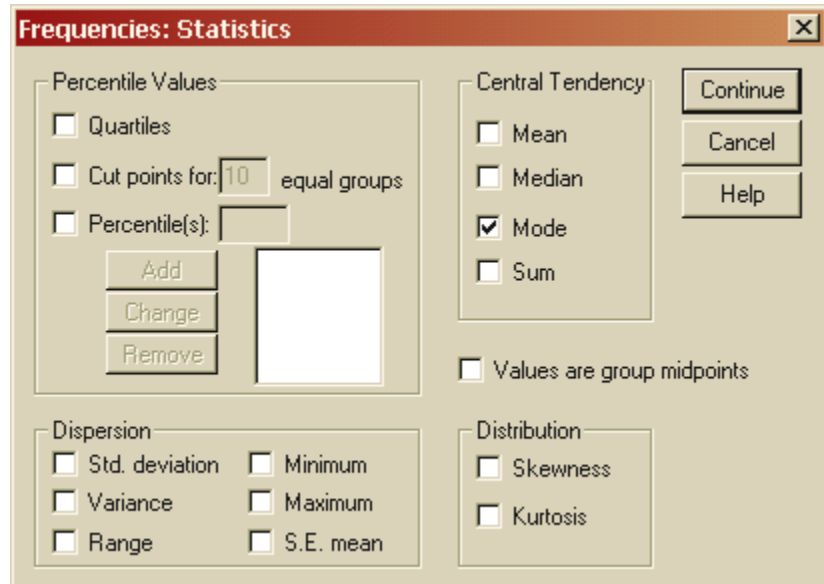 Frequencies: Statistics
Percentile Values
Quartiles
Cut points for: 10 equal groups
Percentile(s):
Add
Change
Remove
Central Tendency
Mean
Median
Mode
Sum
Continue
Cancel
Help
Values are group midpoints
Dispersion
Std. deviation
Minimum
Variance
Maximum
Range
S.E. mean
Distribution
Skewness
Kurtosis